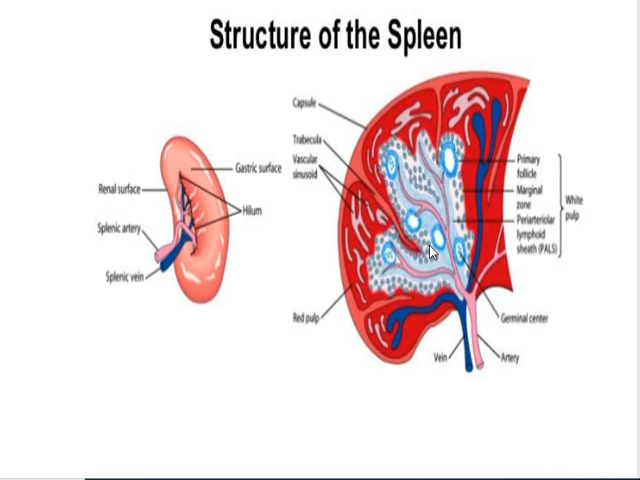 Structure of the Spleen
Gastric surface
Renal surface
Hilum
Splenic artery
Splenic vein
Capsule
Trabecula
Vascular
sinusoid
Red pulp
Primary
follicle
Marginal
zone
Periarteriolar
lymphoid
sheath (PALS)
White
pulp
Germinal center
Vein
Artery